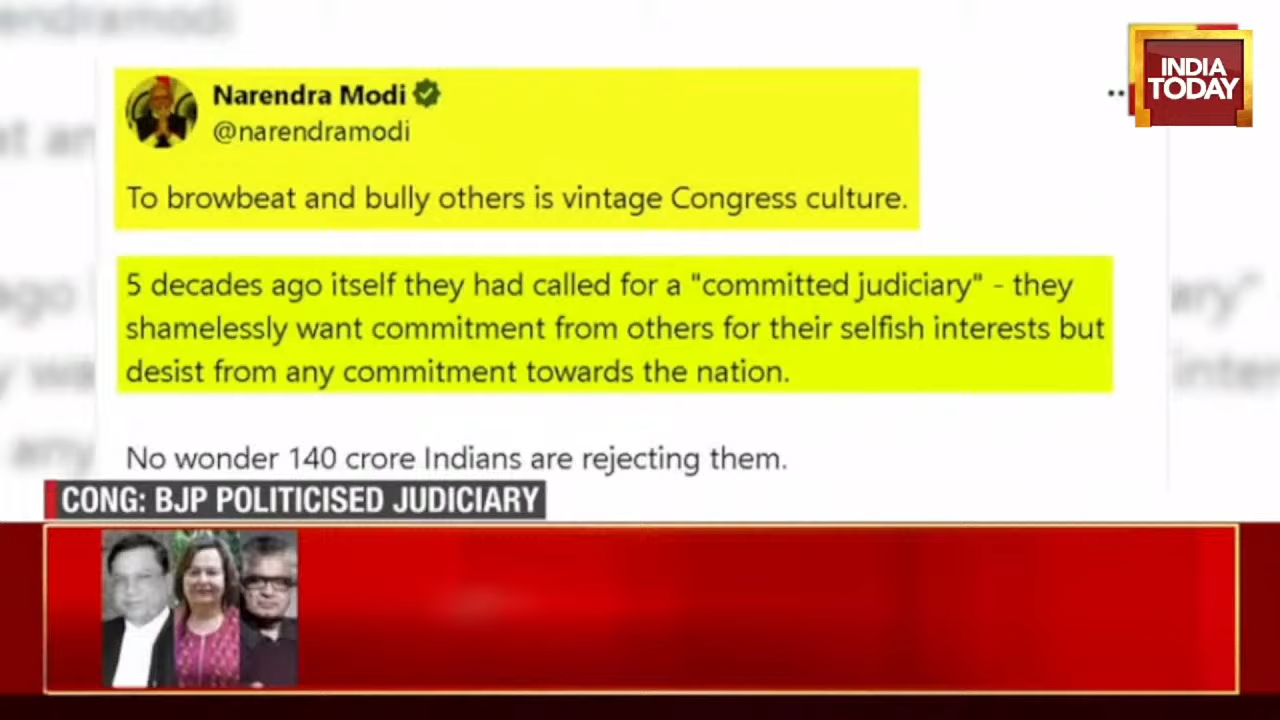 endramodi
INDIA
TODAY
Narendra Modi
@narendramodi
To browbeat and bully others is vintage Congress culture.
5 decades ago itself they had called for a "committed judiciary" - they
shamelessly want commitment from others for their selfish interests but
desist from any commitment towards the nation.
No wonder 140 crore Indians are rejecting them.
CONG: BJP POLITICISED JUDICIARY